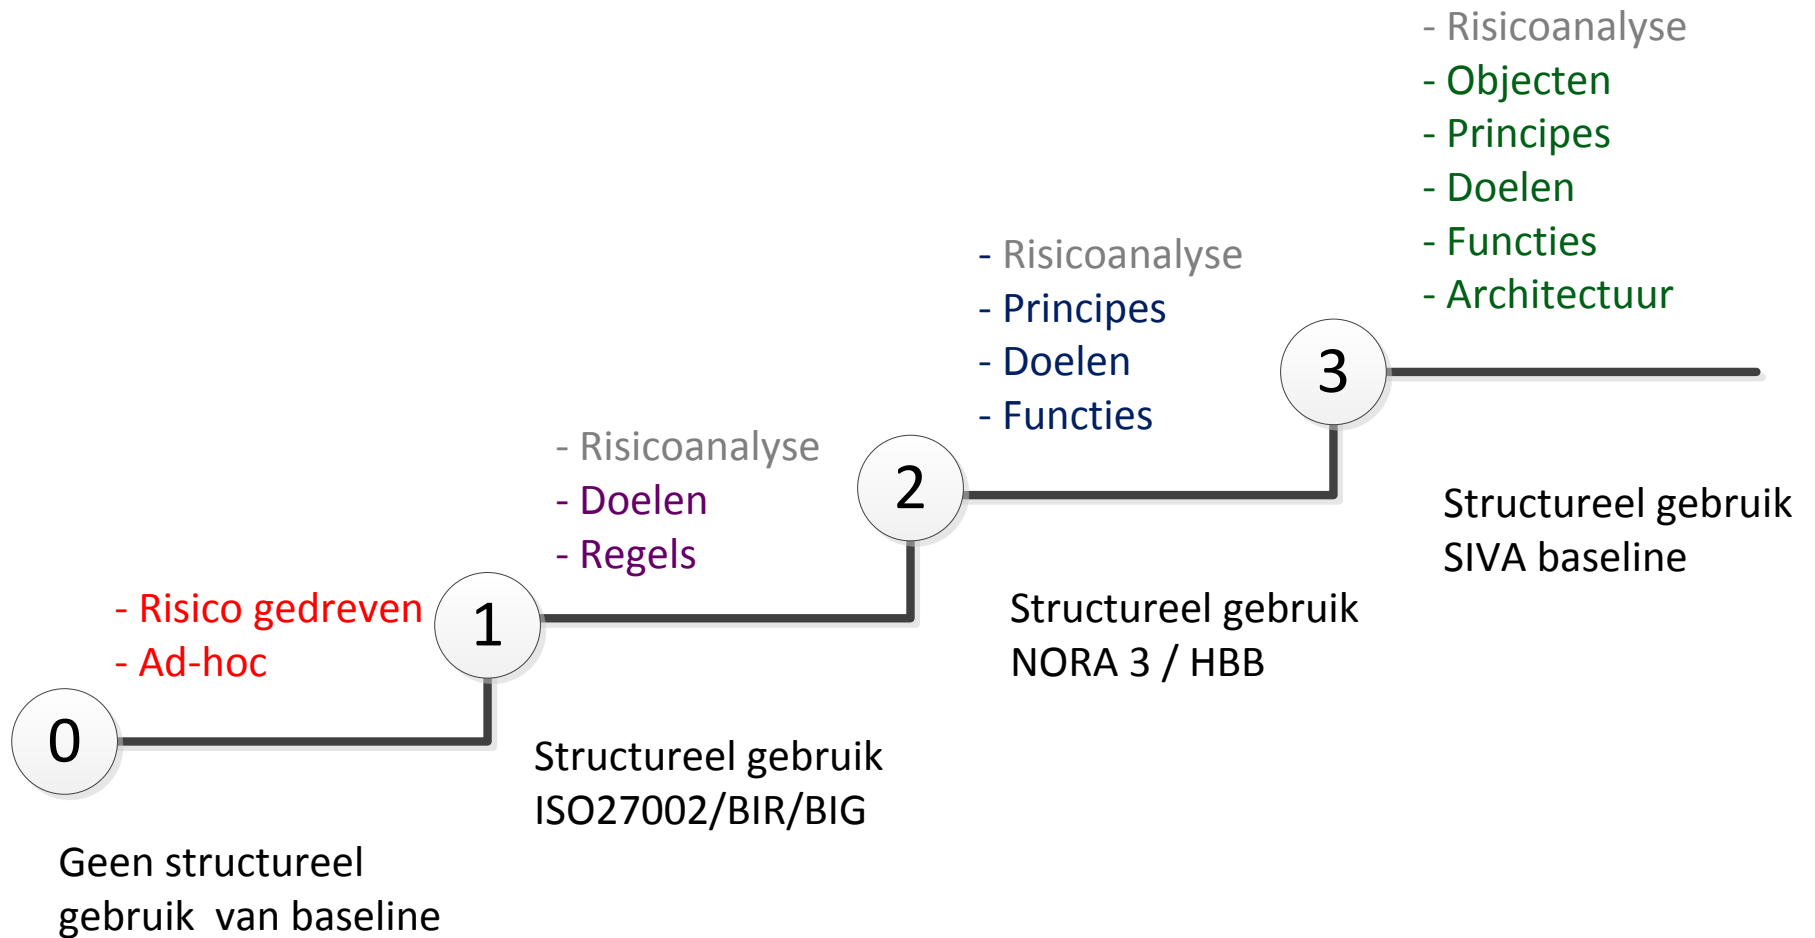 0
- Risico gedreven
- Ad-hoc
Geen structureel
gebruik van baseline
1
- Risicoanalyse
- Doelen
- Regels
Structureel gebruik
ISO27002/BIR/BIG
2
- Risicoanalyse
- Principes
- Doelen
- Functies
Structureel gebruik
NORA 3 / HBB
3
- Risicoanalyse
- Objecten
- Principes
- Doelen
- Functies
- Architectuur
Structureel gebruik
SIVA baseline